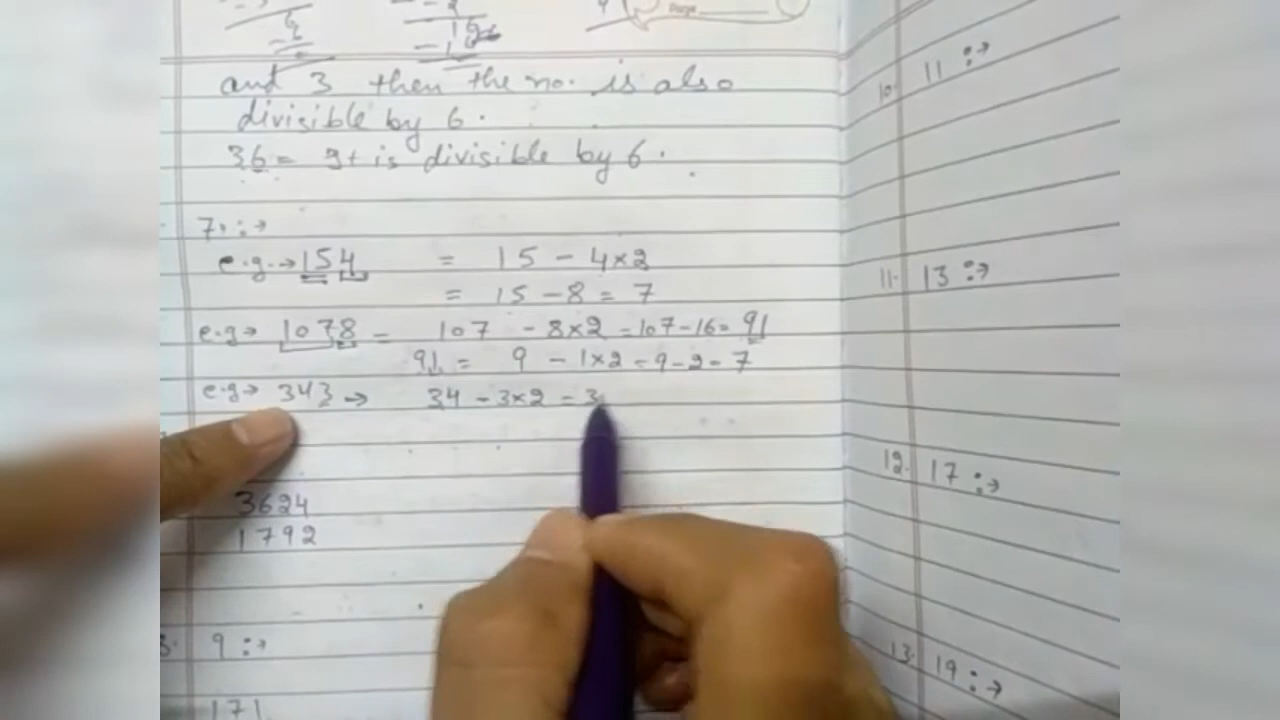 and 3 then the no. is also
divisible by 6.
36 = It is divisible by 6.
7 :→
e.g. → 154 = 15 - 4×2
= 15 - 8 = 7
e.g → 1078 = 107 - 8×2 = 107 - 16 = 91
91 = 9 - 1×2 = 9 - 2 = 7
e.g → 343 → 34 - 3×2 = 3
3624
1792
9 :→
171
10. 11 :→
11. 13 :→
12. 17 :→
13. 19 :→